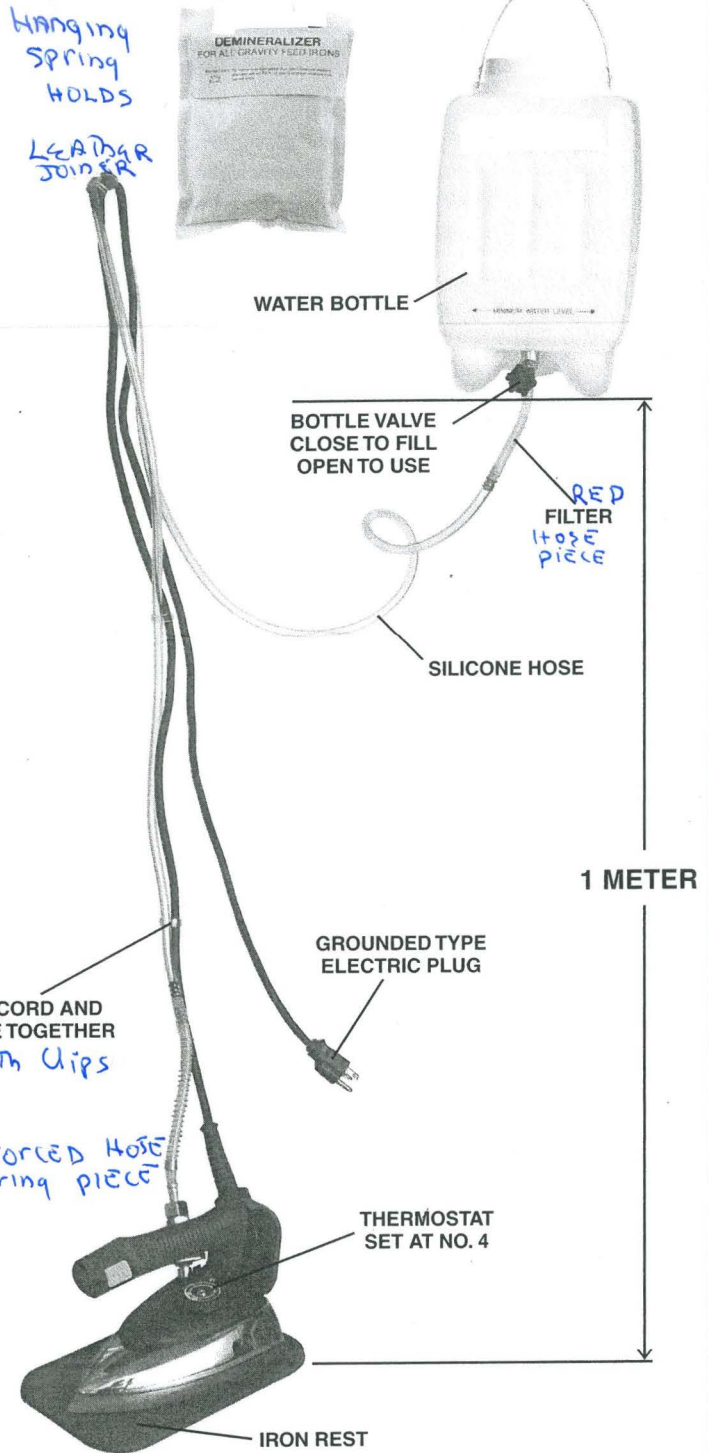 HANGING
SPRING
HOLDS
LEATHER
JOINER
DEMINERALIZER
FOR ALL GRAVITY FEED IRONS
WATER BOTTLE
MINIMUM WATER LEVEL
BOTTLE VALVE
CLOSE TO FILL
OPEN TO USE
RED
FILTER
HOSE
PIECE
SILICONE HOSE
1 METER
GROUNDED TYPE
ELECTRIC PLUG
CORD AND
TOGETHER
Clips
HOSE
PIECE
THERMOSTAT
SET AT NO. 4
IRON REST